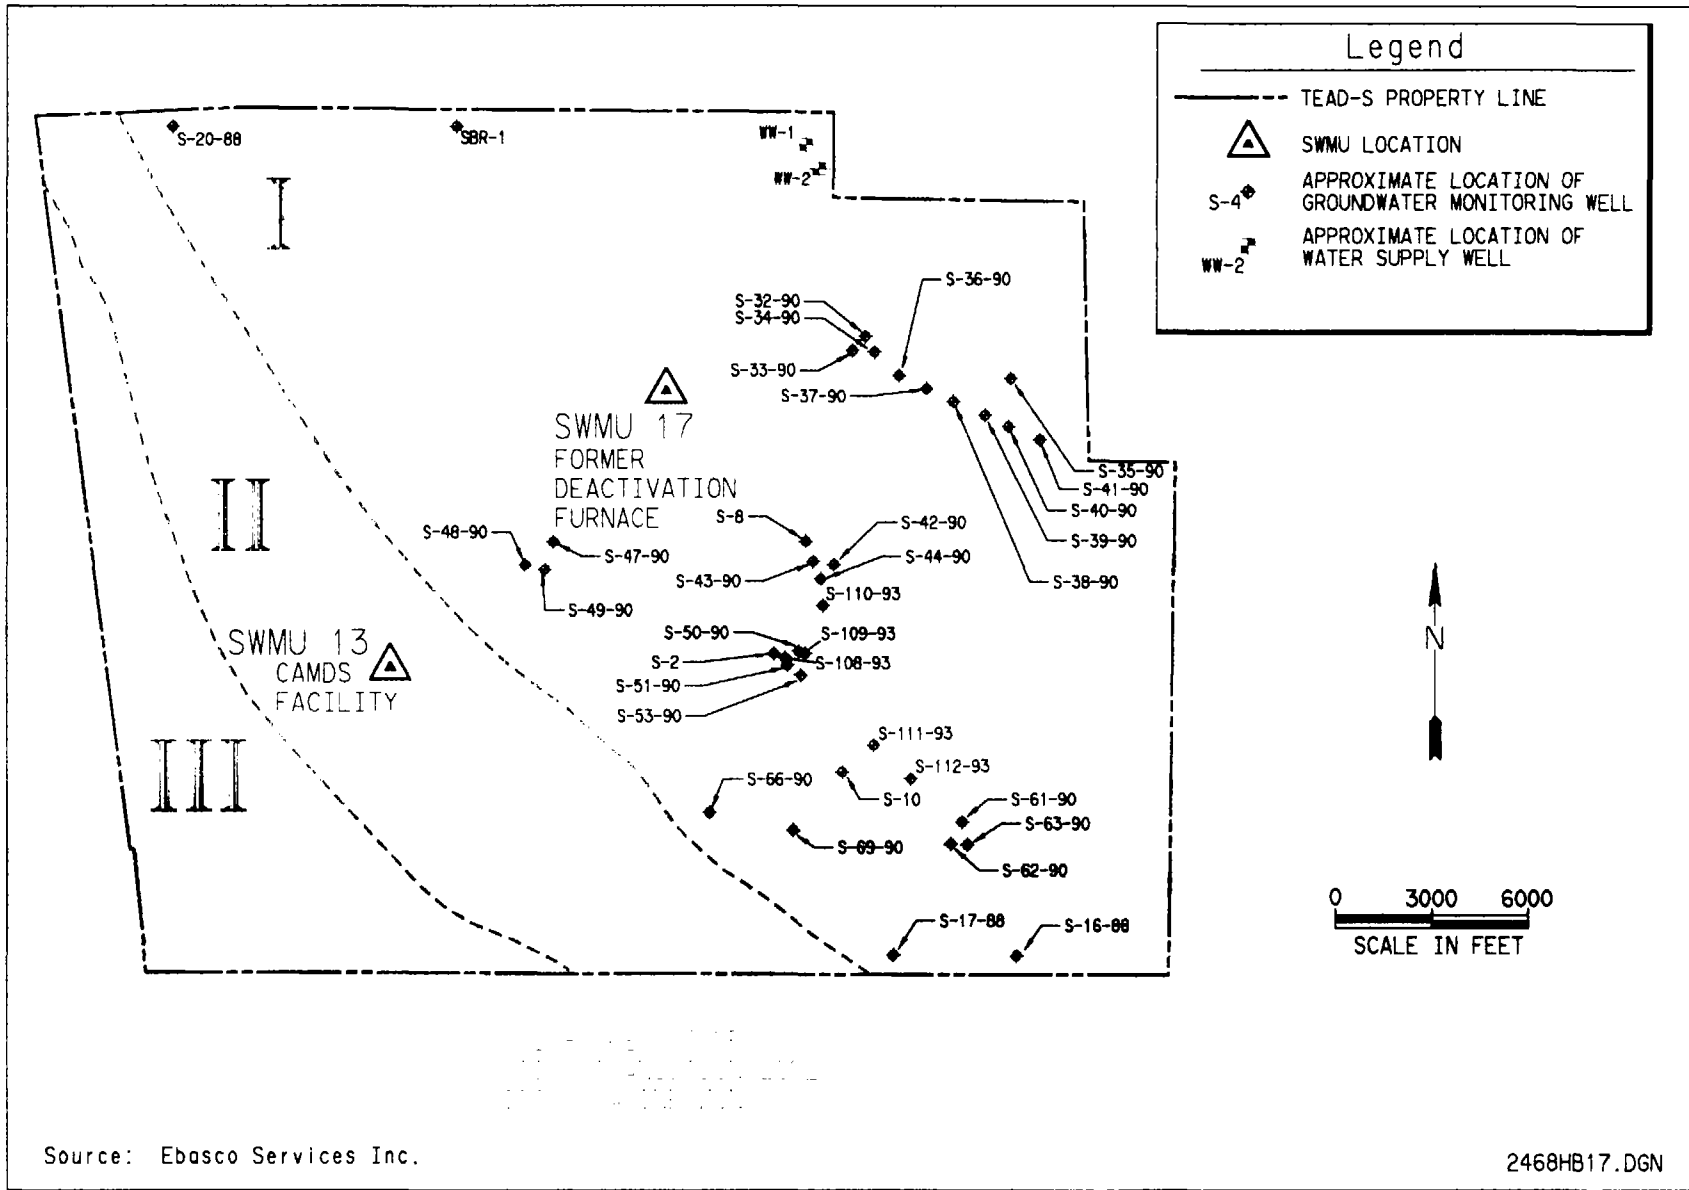 Legend
TEAD-S PROPERTY LINE
SWMU LOCATION
S-4
APPROXIMATE LOCATION OF
GROUNDWATER MONITORING WELL
WW-2
APPROXIMATE LOCATION OF
WATER SUPPLY WELL
S-20-88
SBR-1
WW-1
WW-2
I
S-36-90
S-32-90
S-34-90
S-33-90
S-37-90
SWMU 17
FORMER
DEACTIVATION
FURNACE
S-35-90
S-41-90
S-40-90
S-39-90
S-38-90
II
S-8
S-42-90
S-48-90
S-47-90
S-44-90
S-43-90
S-110-93
S-49-90
SWMU 13
CAMDS
FACILITY
S-50-90
S-109-93
S-2
S-108-93
S-51-90
S-53-90
N
III
S-111-93
S-112-93
S-66-90
S-10
S-61-90
S-63-90
S-69-90
S-62-90
S-17-88
S-16-88
0 3000 6000
SCALE IN FEET
Source: Ebasco Services Inc.
2468HB17.DGN